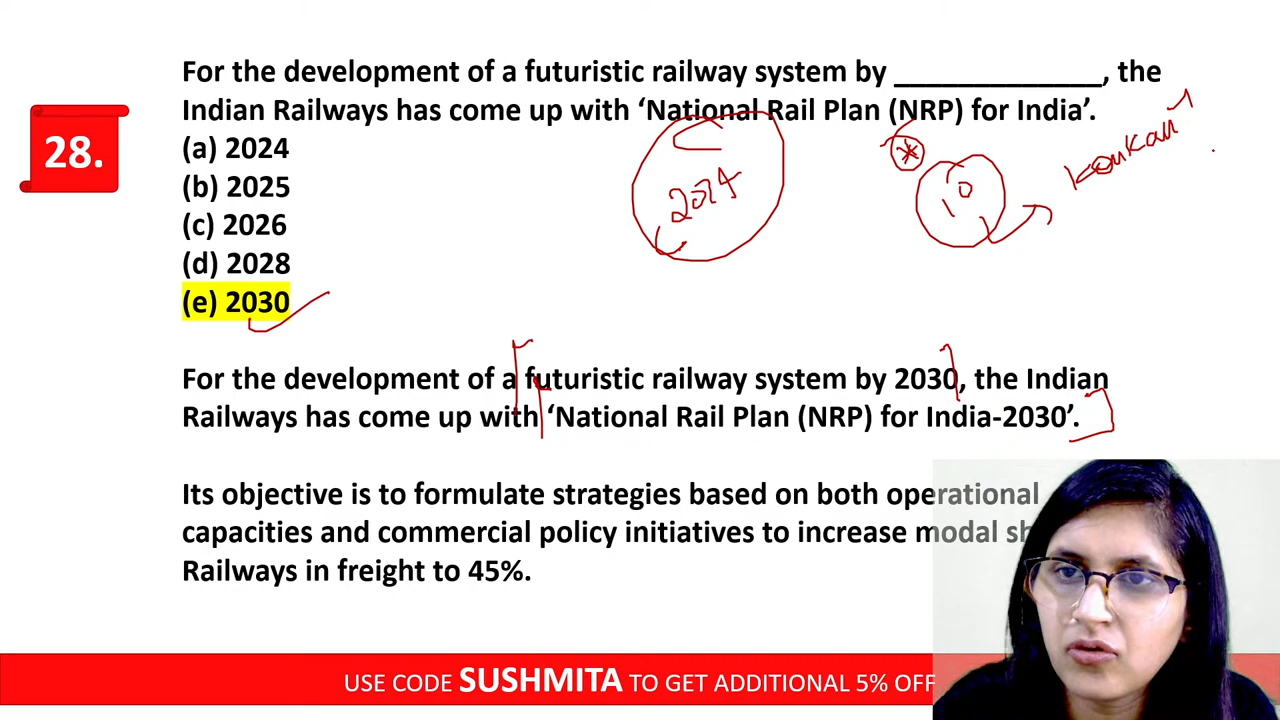 For the development of a futuristic railway system by ______________, the
Indian Railways has come up with ‘National Rail Plan (NRP) for India’.
28.
(a) 2024
(b) 2025
(c) 2026
(d) 2028
(e) 2030
2024
*
10
Konkan
For the development of a futuristic railway system by 2030, the Indian
Railways has come up with ‘National Rail Plan (NRP) for India-2030’.
Its objective is to formulate strategies based on both operational
capacities and commercial policy initiatives to increase modal sh
Railways in freight to 45%.
USE CODE SUSHMITA TO GET ADDITIONAL 5% OFF